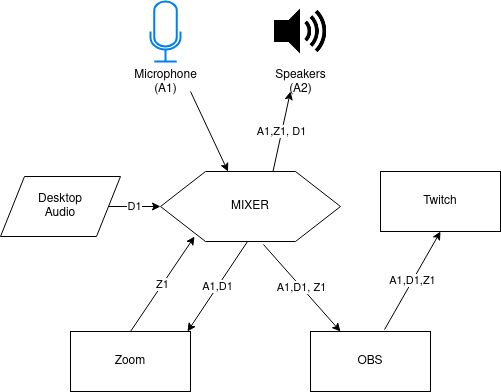 Microphone
(A1)
Speakers
(A2)
A1,Z1, D1
Desktop
Audio
D1
MIXER
Twitch
Z1
A1,D1
A1,D1, Z1
A1,D1,Z1
Zoom
OBS